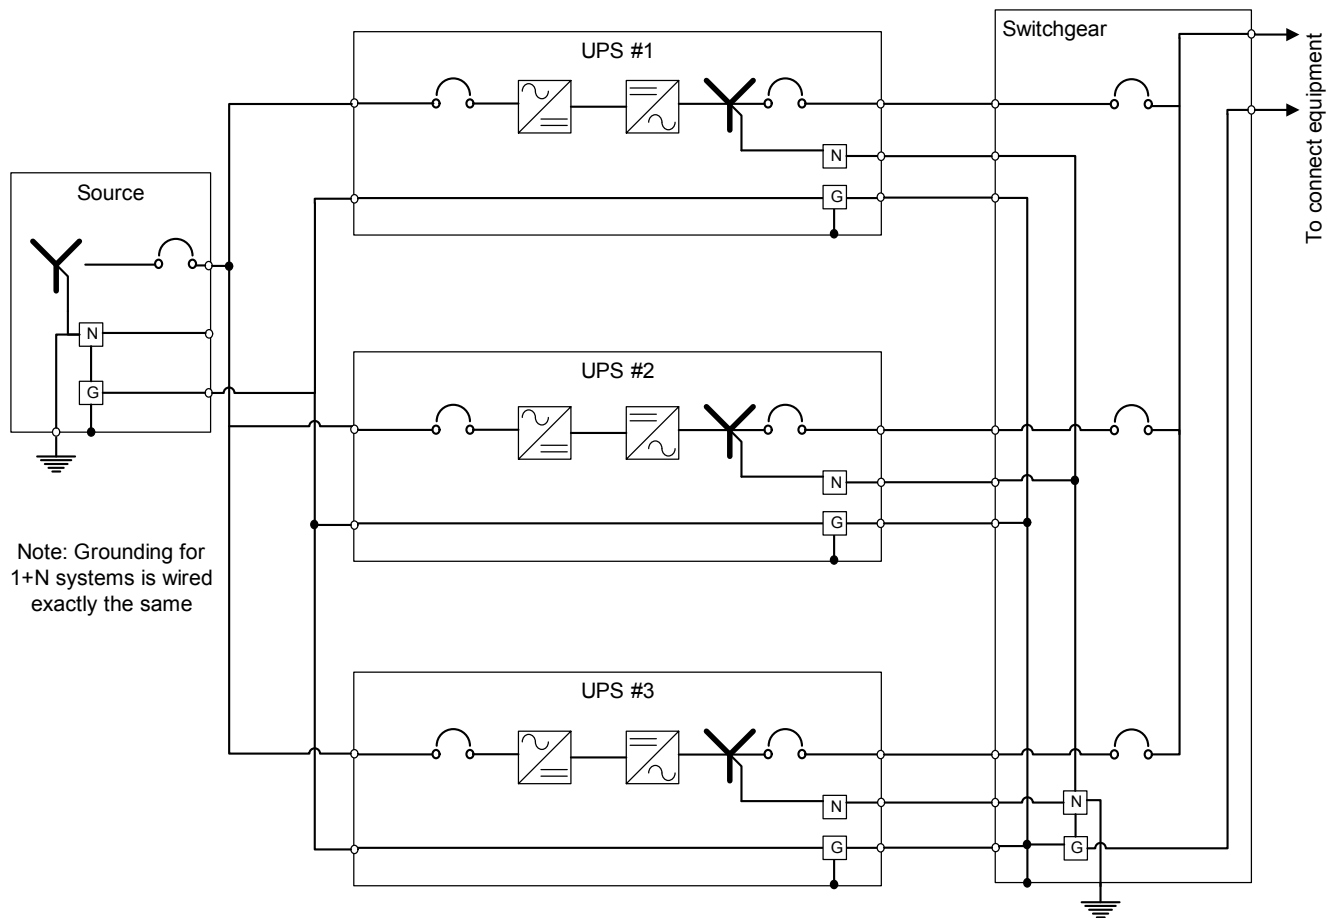 Switchgear
UPS #1
To connect equipment
N
Source
G
N
UPS #2
G
N
G
Note: Grounding for
1+N systems is wired
exactly the same
UPS #3
N
N
G
G